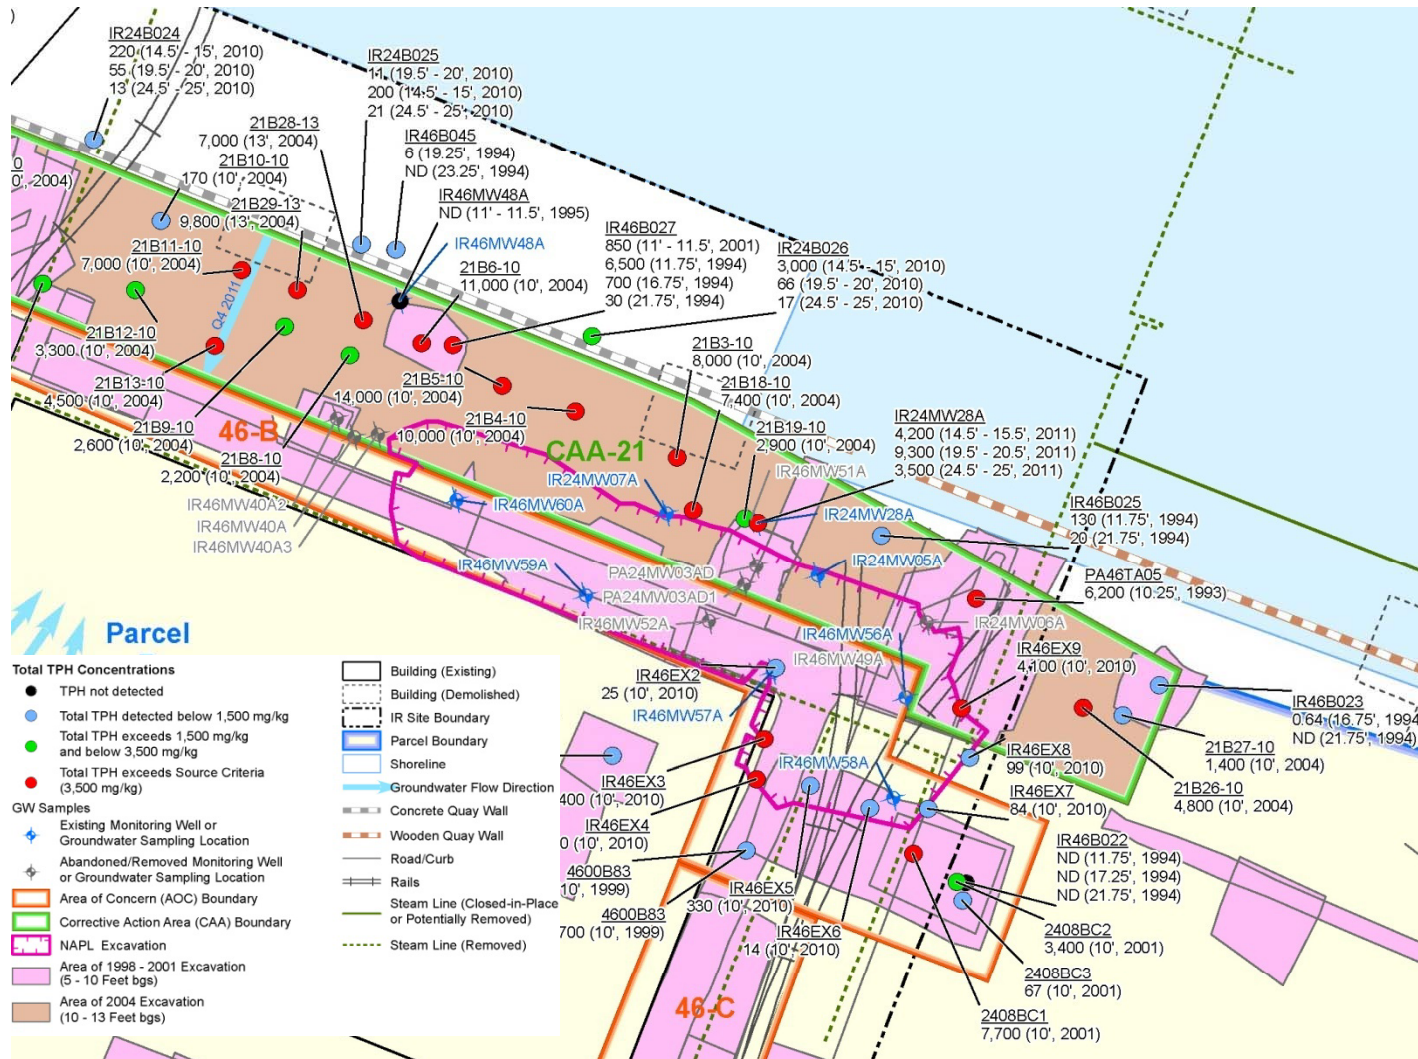 )
IR24B024
220 (14.5' - 15', 2010)
55 (19.5' - 20', 2010)
13 (24.5' - 25', 2010)
IR24B025
11 (19.5' - 20', 2010)
200 (14.5' - 15', 2010)
21 (24.5' - 25', 2010)
21B28-13
7,000 (13', 2004)
IR46B045
6 (19.25', 1994)
ND (23.25', 1994)
0
0', 2004)
21B10-10
170 (10', 2004)
IR46MW48A
ND (11' - 11.5', 1995)
21B29-13
9,800 (13', 2004)
IR46MW48A
IR46B027
850 (11' - 11.5', 2001)
6,500 (11.75', 1994)
700 (16.75', 1994)
30 (21.75', 1994)
IR24B026
3,000 (14.5' - 15', 2010)
66 (19.5' - 20', 2010)
17 (24.5' - 25', 2010)
21B11-10
7,000 (10', 2004)
21B6-10
11,000 (10', 2004)
Q4 2011
21B12-10
3,300 (10', 2004)
21B3-10
8,000 (10', 2004)
21B13-10
4,500 (10', 2004)
21B5-10
14,000 (10', 2004)
21B18-10
7,400 (10', 2004)
21B9-10
2,600 (10', 2004)
46-B
21B4-10
10,000 (10', 2004)
21B19-10
2,900 (10', 2004)
IR24MW28A
4,200 (14.5' - 15.5', 2011)
9,300 (19.5' - 20.5', 2011)
3,500 (24.5' - 25', 2011)
21B8-10
2,200 (10', 2004)
CAA-21
IR46MW51A
IR24MW07A
IR46MW40A2
IR46MW60A
IR46MW40A
IR24MW28A
IR46MW40A3
IR46B025
130 (11.75', 1994)
20 (21.75', 1994)
IR46MW59A
IR24MW05A
PA24MW03AD
PA24MW03AD1
PA46TA05
6,200 (10.25', 1993)
IR46MW52A
IR24MW06A
IR46MW56A
Parcel
IR46MW49A
IR46EX9
4,100 (10', 2010)
IR46EX2
25 (10', 2010)
IR46MW57A
IR46B023
0.64 (16.75', 1994
ND (21.75', 1994)
IR46MW58A
IR46EX8
99 (10', 2010)
21B27-10
1,400 (10', 2004)
IR46EX3
400 (10', 2010)
IR46EX7
84 (10', 2010)
21B26-10
4,800 (10', 2004)
IR46EX4
0 (10', 2010)
IR46B022
ND (11.75', 1994)
ND (17.25', 1994)
ND (21.75', 1994)
4600B83
10', 1999)
IR46EX5
330 (10', 2010)
4600B83
700 (10', 1999)
IR46EX6
14 (10', 2010)
2408BC2
3,400 (10', 2001)
2408BC3
67 (10', 2001)
46-C
2408BC1
7,700 (10', 2001)
Total TPH Concentrations
TPH not detected
Total TPH detected below 1,500 mg/kg
Total TPH exceeds 1,500 mg/kg
and below 3,500 mg/kg
Total TPH exceeds Source Criteria
(3,500 mg/kg)
GW Samples
Existing Monitoring Well or
Groundwater Sampling Location
Abandoned/Removed Monitoring Well
or Groundwater Sampling Location
Area of Concern (AOC) Boundary
Corrective Action Area (CAA) Boundary
NAPL Excavation
Area of 1998 - 2001 Excavation
(5 - 10 Feet bgs)
Area of 2004 Excavation
(10 - 13 Feet bgs)
Building (Existing)
Building (Demolished)
IR Site Boundary
Parcel Boundary
Shoreline
Groundwater Flow Direction
Concrete Quay Wall
Wooden Quay Wall
Road/Curb
Rails
Steam Line (Closed-in-Place
or Potentially Removed)
Steam Line (Removed)